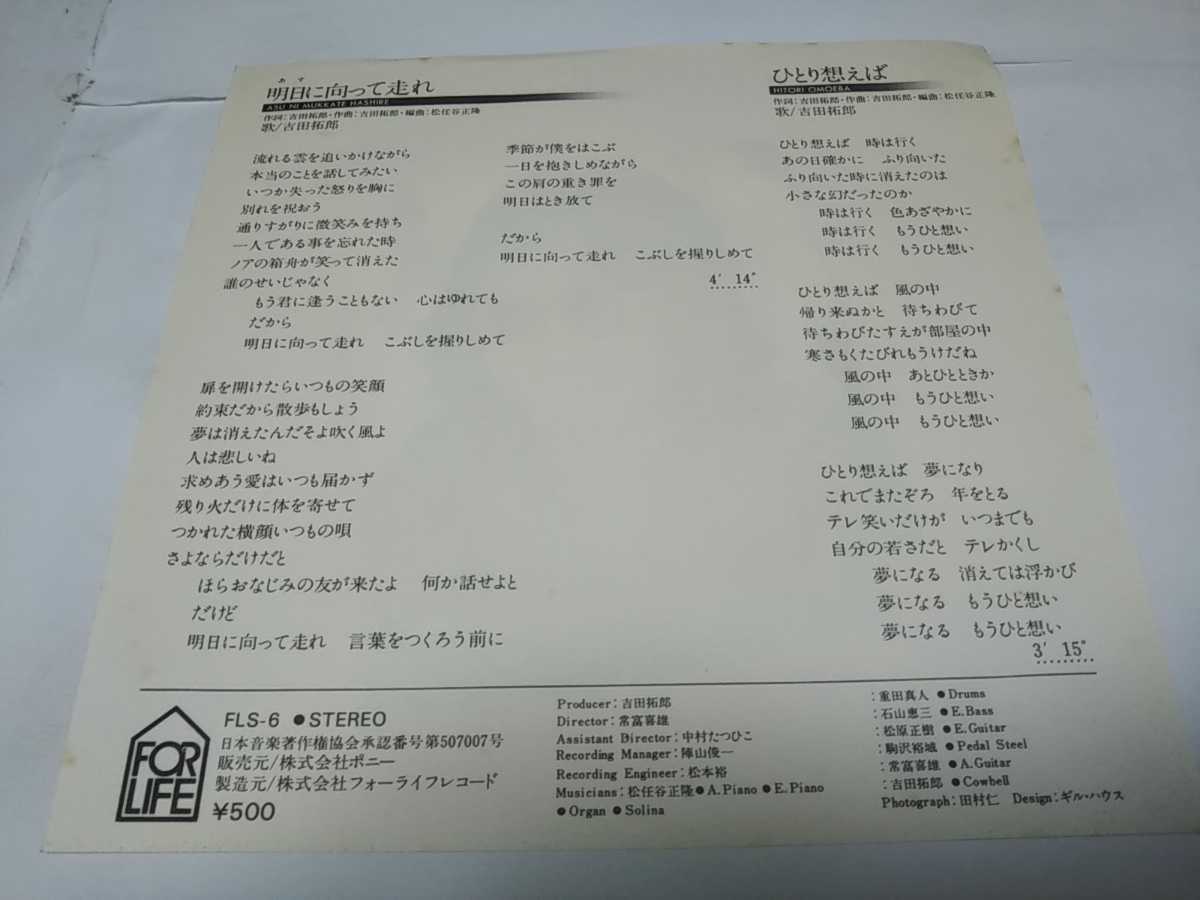 あす
明日に向って走れ
ASU NI MUKKATE HASHIRE
作詞:吉田拓郎・作曲:吉田拓郎・編曲:松任谷正隆
歌/吉田拓郎
流れる雲を追いかけながら
本当のことを話してみたい
いつか失った怒りを胸に
別れを祝おう
通りすがりに微笑みを持ち
一人である事を忘れた時
ノアの箱舟が笑って消えた
誰のせいじゃなく
もう君に逢うこともない 心はゆれても
だから
明日に向って走れ こぶしを握りしめて
扉を開けたらいつもの笑顔
約束だから散歩もしょう
夢は消えたんだそよ吹く風よ
人は悲しいね
求めあう愛はいつも届かず
残り火だけに体を寄せて
つかれた横顔いつもの唄
さよならだけだと
ほらおなじみの友が来たよ 何か話せよと
だけど
明日に向って走れ 言葉をつくろう前に
季節が僕をはこぶ
一日を抱きしめながら
この肩の重き罪を
明日はとき放て
だから
明日に向って走れ こぶしを握りしめて
4′ 14″
ひとり想えば
HITORI OMOEBA
作詞:吉田拓郎・作曲:吉田拓郎・編曲:松任谷正隆
歌/吉田拓郎
ひとり想えば 時は行く
あの日確かに ふり向いた
ふり向いた時に消えたのは
小さな幻だったのか
時は行く 色あざやかに
時は行く もうひと想い
時は行く もうひと想い
ひとり想えば 風の中
帰り来ぬかと 待ちわびて
待ちわびたすえが部屋の中
寒さもくたびれもうけだね
風の中 あとひとときか
風の中 もうひと想い
風の中 もうひと想い
ひとり想えば 夢になり
これでまたぞろ 年をとる
テレ笑いだけが いつまでも
自分の若さだと テレかくし
夢になる 消えては浮かび
夢になる もうひと想い
夢になる もうひと想い
3′ 15″
FOR LIFE
FLS-6 ●STEREO
日本音楽著作権協会承認番号第507007号
販売元/株式会社ポニー
製造元/株式会社フォーライフレコード
¥500
Producer:吉田拓郎
Director:常富喜雄
Assistant Director:中村たつひこ
Recording Manager:陣山俊一
Recording Engineer:松本裕
Musicians:松任谷正隆●A.Piano●E.Piano
●Organ●Solina
:重田真人●Drums
:石山恵三●E.Bass
:松原正樹●E.Guitar
:駒沢裕城●Pedal Steel
:常富喜雄●A.Guitar
:吉田拓郎●Cowbell
Photograph:田村仁 Design:ギル・ハウス